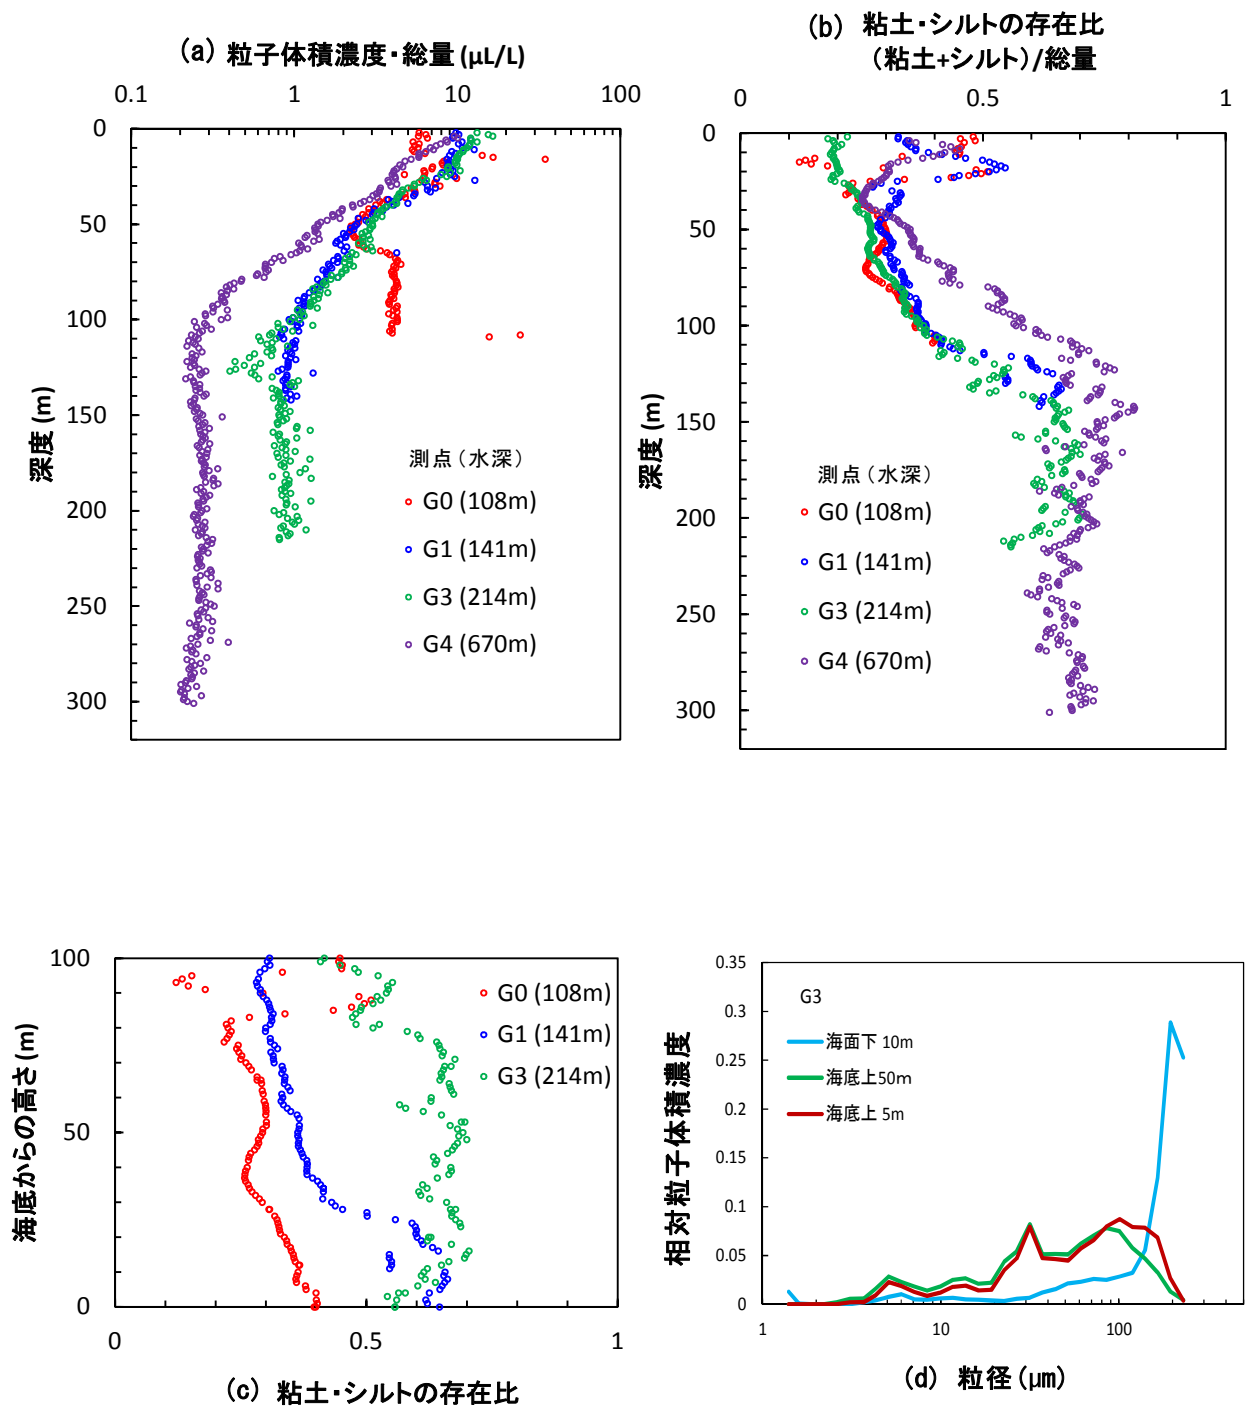 (a) 粒子体積濃度・総量 (μL/L)
0.1 1 10 100
0
50
100
150
200
250
300
深度 (m)
測点（水深）
G0 (108m)
G1 (141m)
G3 (214m)
G4 (670m)
(b) 粘土・シルトの存在比
（粘土+シルト）/総量
0 0.5 1
0
50
100
150
200
250
300
深度 (m)
測点（水深）
G0 (108m)
G1 (141m)
G3 (214m)
G4 (670m)
100
50
0
海底からの高さ (m)
G0 (108m)
G1 (141m)
G3 (214m)
0 0.5 1
(c) 粘土・シルトの存在比
0.35
0.3
0.25
0.2
0.15
0.1
0.05
0
相対粒子体積濃度
G3
海面下 10m
海底上50m
海底上 5m
1 10 100
(d) 粒径 (μm)